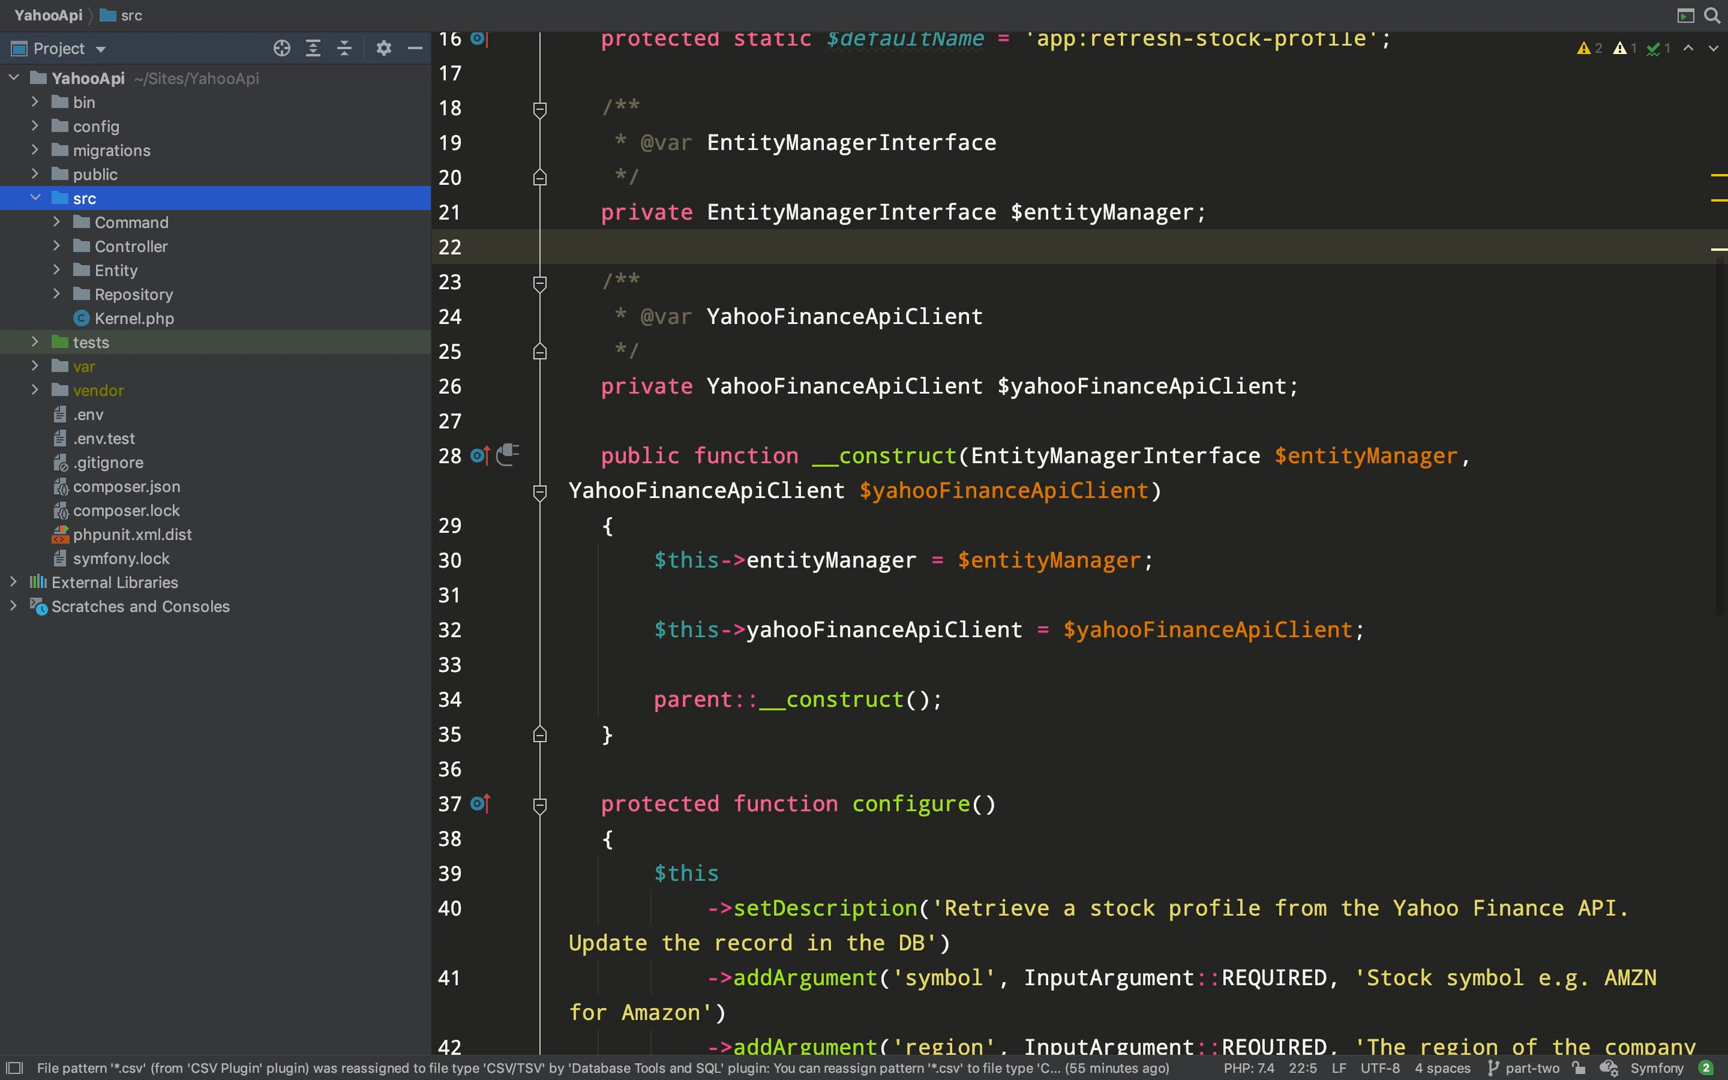 YahooApi src
Project
2 1 1
YahooApi ~/Sites/YahooApi
bin
config
migrations
public
src
Command
Controller
Entity
Repository
Kernel.php
tests
var
vendor
.env
.env.test
.gitignore
composer.json
composer.lock
phpunit.xml.dist
symfony.lock
External Libraries
Scratches and Consoles
16 protected static $defaultName = 'app:refresh-stock-profile';
17
18 /**
19 * @var EntityManagerInterface
20 */
21 private EntityManagerInterface $entityManager;
22
23 /**
24 * @var YahooFinanceApiClient
25 */
26 private YahooFinanceApiClient $yahooFinanceApiClient;
27
28 public function __construct(EntityManagerInterface $entityManager,
YahooFinanceApiClient $yahooFinanceApiClient)
29 {
30 $this->entityManager = $entityManager;
31
32 $this->yahooFinanceApiClient = $yahooFinanceApiClient;
33
34 parent::__construct();
35 }
36
37 protected function configure()
38 {
39 $this
40 ->setDescription('Retrieve a stock profile from the Yahoo Finance API.
Update the record in the DB')
41 ->addArgument('symbol', InputArgument::REQUIRED, 'Stock symbol e.g. AMZN
for Amazon')
42 ->addArgument('region', InputArgument::REQUIRED, 'The region of the company
File pattern '*.csv' (from 'CSV Plugin' plugin) was reassigned to file type 'CSV/TSV' by 'Database Tools and SQL' plugin: You can reassign pattern '*.csv' to file type 'C... (55 minutes ago) PHP: 7.4 22:5 LF UTF-8 4 spaces part-two Symfony 2